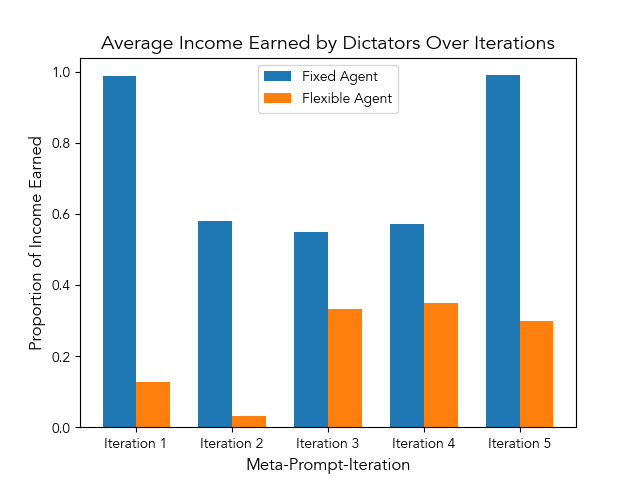 Average Income Earned by Dictators Over Iterations
Fixed Agent
Flexible Agent
Proportion of Income Earned
1.0
0.8
0.6
0.4
0.2
0.0
Iteration 1
Iteration 2
Iteration 3
Iteration 4
Iteration 5
Meta-Prompt-Iteration